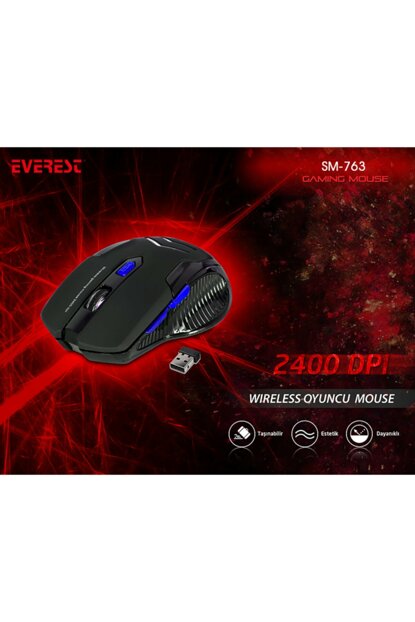 EVEREST
SM-763
GAMING MOUSE
2400 DPI
WIRELESS OYUNCU MOUSE
Taşınabilir
Estetik
Dayanıklı